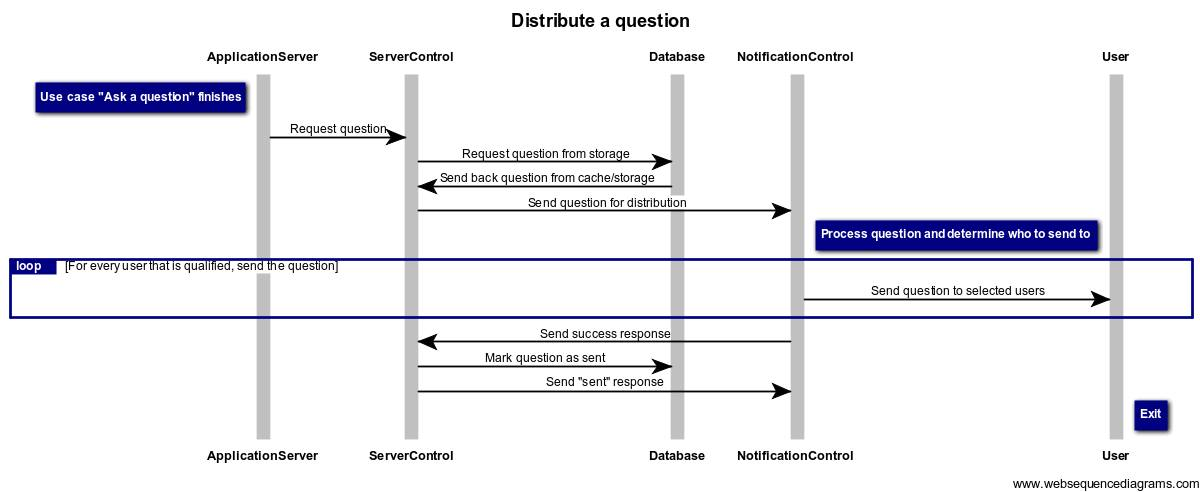 Distribute a question
ApplicationServer ServerControl Database NotificationControl User
Use case "Ask a question" finishes
Request question
Request question from storage
Send back question from cache/storage
Send question for distribution
Process question and determine who to send to
loop [For every user that is qualified, send the question]
Send question to selected users
Send success response
Mark question as sent
Send "sent" response
Exit
ApplicationServer ServerControl Database NotificationControl User
www.websequencediagrams.com